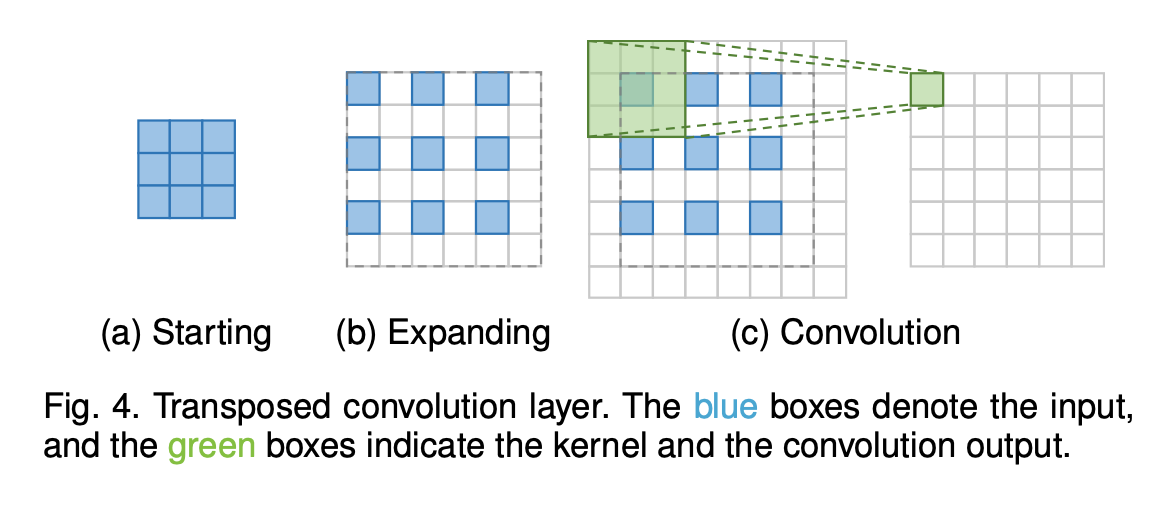 (a) Starting
(b) Expanding
(c) Convolution
Fig. 4. Transposed convolution layer. The blue boxes denote the input,
and the green boxes indicate the kernel and the convolution output.